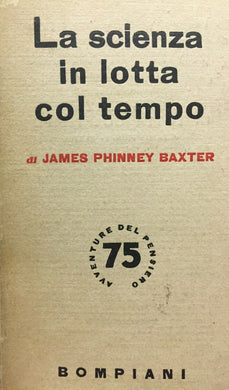 La scienza
in lotta
col tempo
di JAMES PHINNEY BAXTER
AVVENTURE DEL PENSIERO
75
BOMPIANI